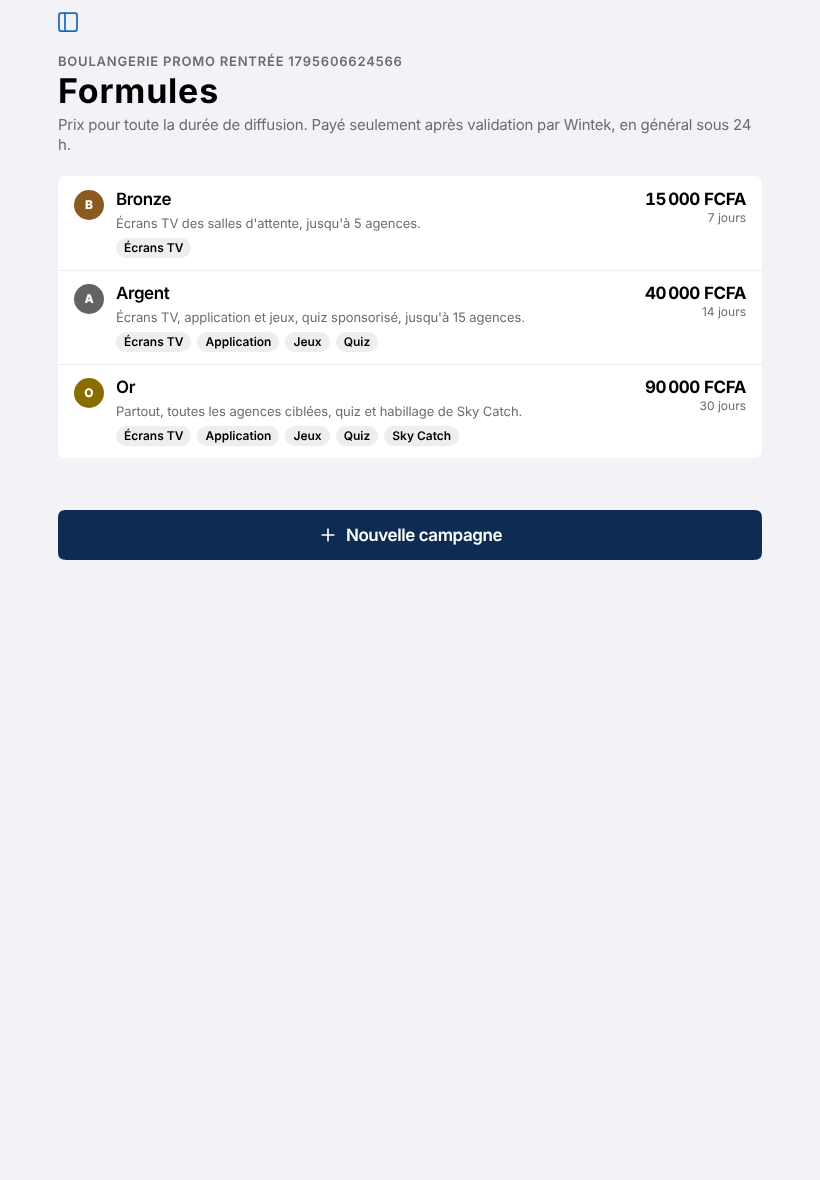 BOULANGERIE PROMO RENTRÉE 1795606624566
Formules
Prix pour toute la durée de diffusion. Payé seulement après validation par Wintek, en général sous 24
h.
B Bronze 15 000 FCFA
7 jours
Écrans TV des salles d'attente, jusqu'à 5 agences.
Écrans TV
A Argent 40 000 FCFA
14 jours
Écrans TV, application et jeux, quiz sponsorisé, jusqu'à 15 agences.
Écrans TV Application Jeux Quiz
O Or 90 000 FCFA
30 jours
Partout, toutes les agences ciblées, quiz et habillage de Sky Catch.
Écrans TV Application Jeux Quiz Sky Catch
+ Nouvelle campagne